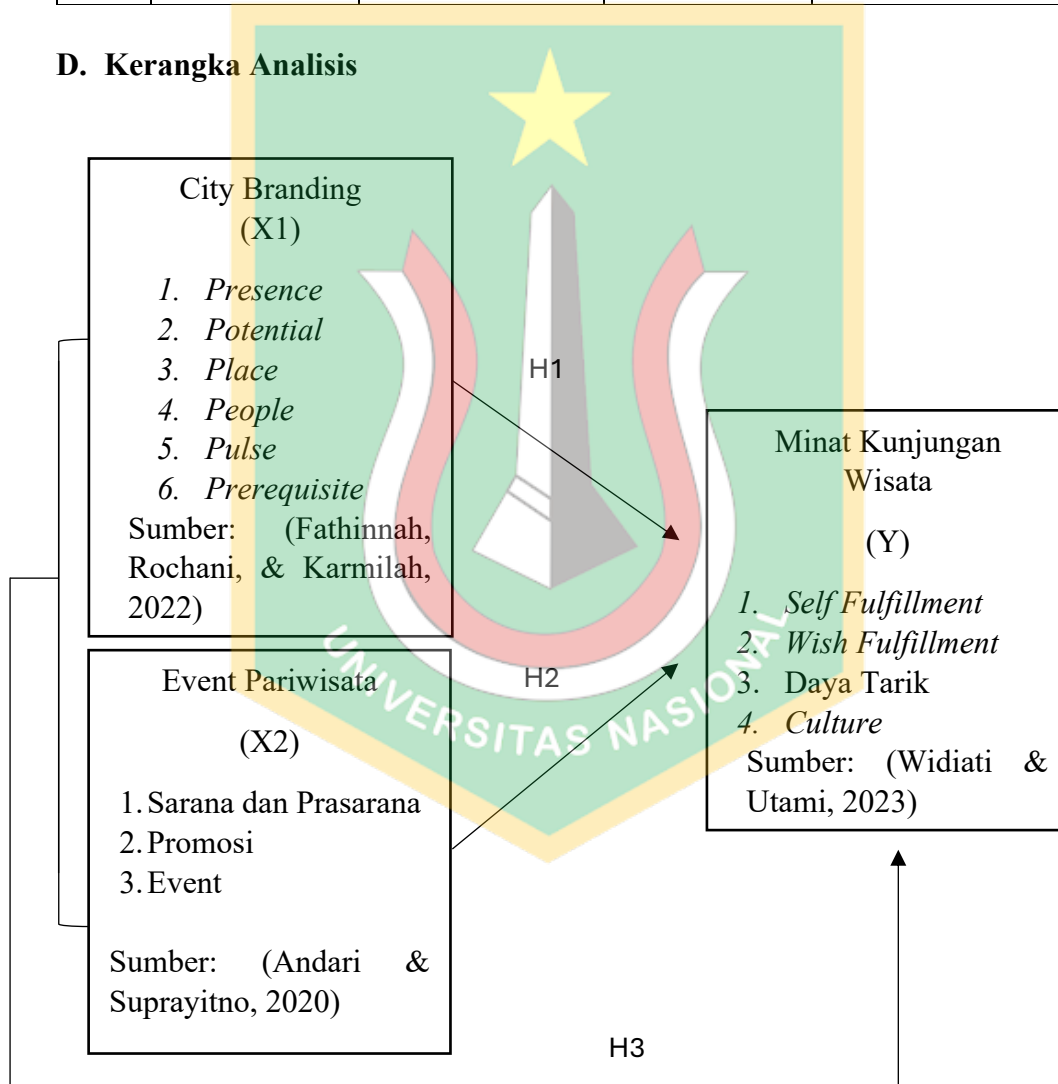 D. Kerangka Analisis
City Branding
(X1)
1. Presence
2. Potential
3. Place
4. People
5. Pulse
6. Prerequisite
Sumber: (Fathinnah,
Rochani, & Karmilah,
2022)
H1
Minat Kunjungan
Wisata
(Y)
1. Self Fulfillment
2. Wish Fulfillment
3. Daya Tarik
4. Culture
Sumber: (Widiati &
Utami, 2023)
Event Pariwisata
(X2)
1. Sarana dan Prasarana
2. Promosi
3. Event
Sumber: (Andari &
Suprayitno, 2020)
H2
UNIVERSITAS NASIONAL
H3